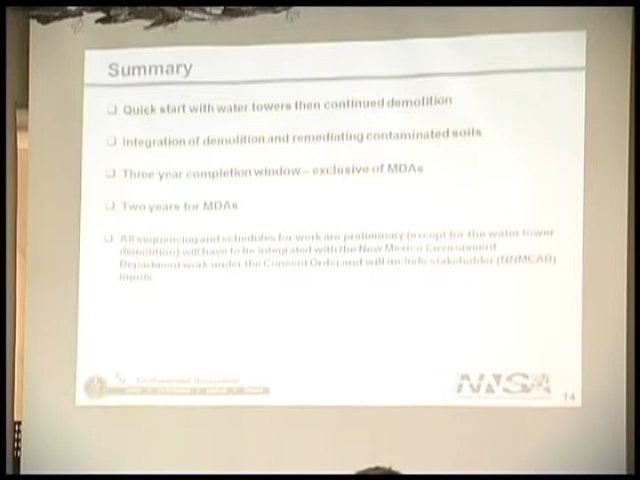 Summary
Quick start with water towers then continued demolition
Integration of demolition and remediating contaminated soils
Three year completion window – exclusive of MDAs
Two years for MDAs
All sequencing and schedules for work are preliminary (except for the water tower
demolition) will have to be integrated with the New Mexico Environment
Department work under the Consent Order and will include stakeholder (NNMCAB)
inputs.
Environmental Management
NNSA
14